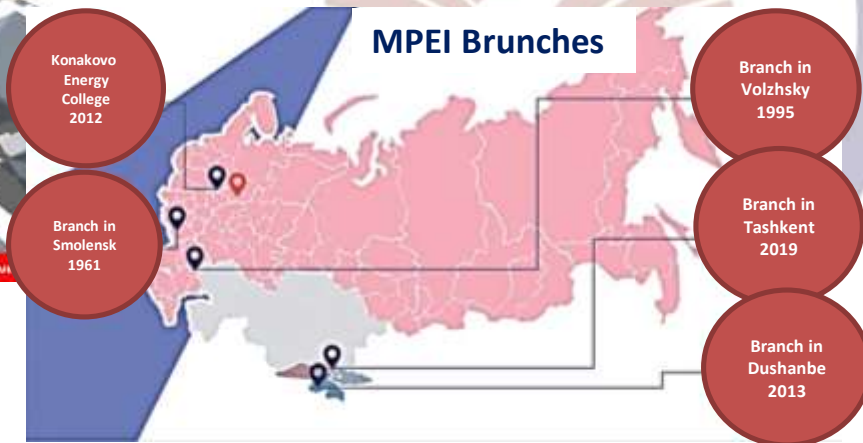 MPEI Brunches
Konakovo
Energy
College
2012
Branch in
Smolensk
1961
Branch in
Volzhsky
1995
Branch in
Tashkent
2019
Branch in
Dushanbe
2013